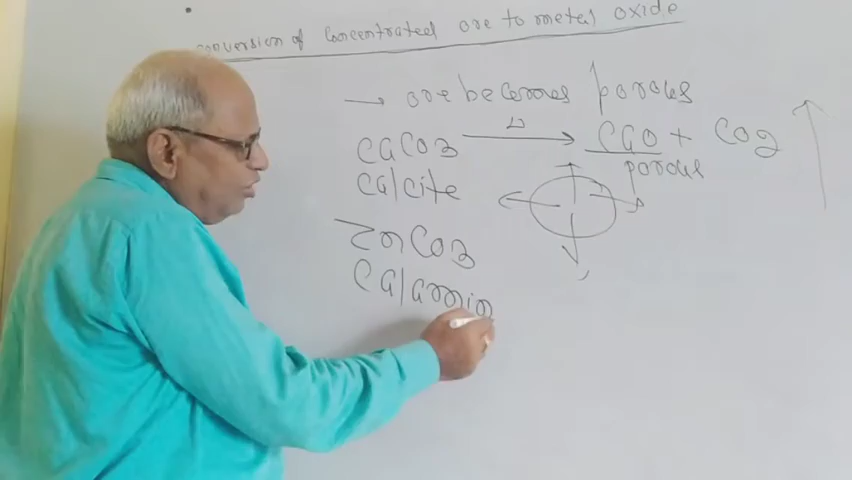 conversion of concentrated ore to metal oxide
→ ore becomes porous
CaCO3 —Δ→ CaO + CO2 ↑
calcite porous
ZnCO3
calamin